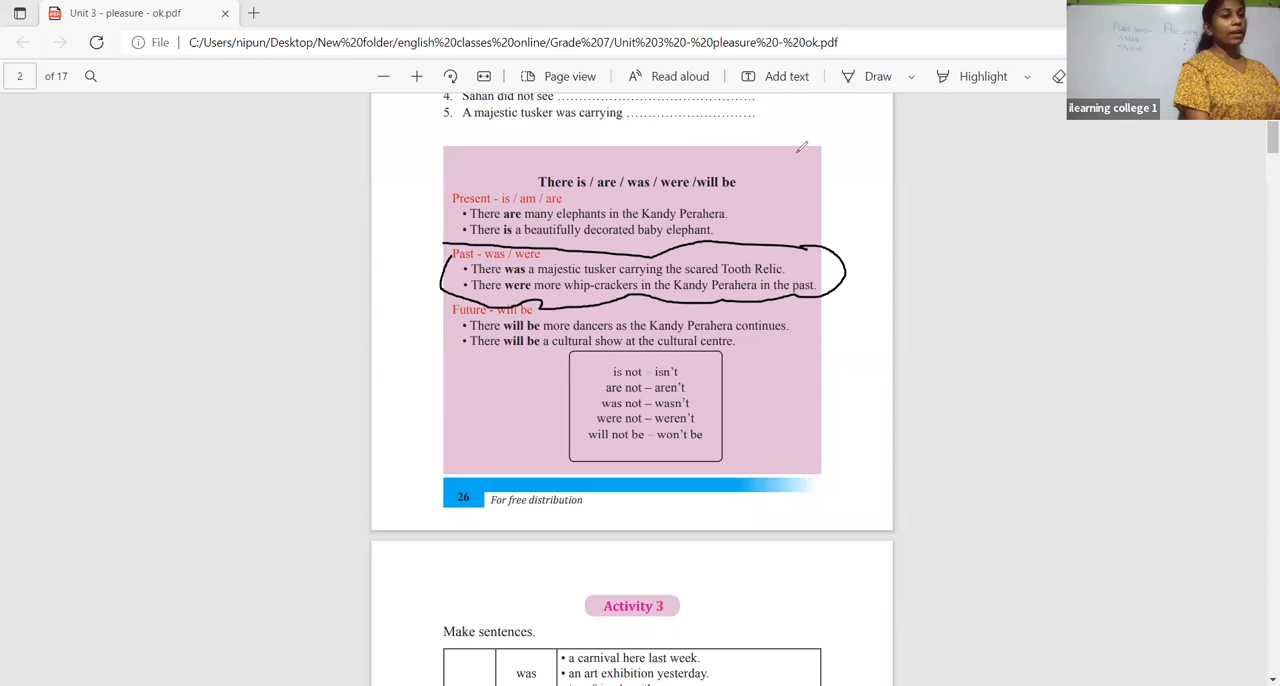 Unit 3 - pleasure - ok.pdf
File
C:/Users/nipun/Desktop/New%20folder/english%20classes%20online/Grade%207/Unit%203%20-%20pleasure%20-%20ok.pdf
2 of 17
Page view
Read aloud
Add text
Draw
Highlight
ilearning college 1
4. Sahan did not see ……………………………………
5. A majestic tusker was carrying …………………………
There is / are / was / were /will be
Present - is / am / are
• There are many elephants in the Kandy Perahera.
• There is a beautifully decorated baby elephant.
Past - was / were
• There was a majestic tusker carrying the scared Tooth Relic.
• There were more whip-crackers in the Kandy Perahera in the past.
Future - will be
• There will be more dancers as the Kandy Perahera continues.
• There will be a cultural show at the cultural centre.
is not – isn't
are not – aren't
was not – wasn't
were not – weren't
will not be – won't be
26
For free distribution
Activity 3
Make sentences.
was
• a carnival here last week.
• an art exhibition yesterday.